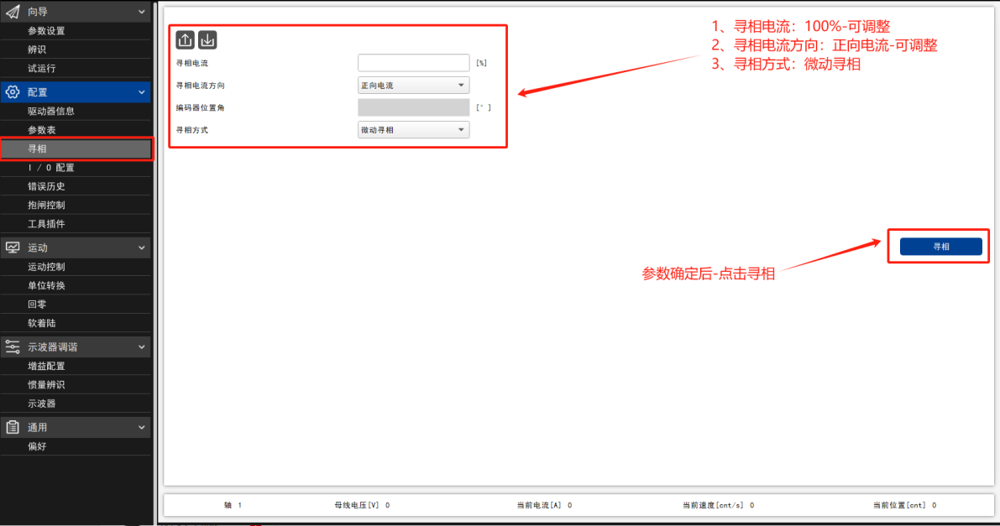 向导
参数设置
辨识
试运行
配置
驱动器信息
参数表
寻相
I / O 配置
错误历史
抱闸控制
工具插件
运动
运动控制
单位转换
回零
软着陆
示波器调谐
增益配置
惯量辨识
示波器
通用
偏好
寻相电流 [%]
寻相电流方向 正向电流
编码器位置角 [° ]
寻相方式 微动寻相
1、寻相电流：100%-可调整
2、寻相电流方向：正向电流-可调整
3、寻相方式：微动寻相
寻相
参数确定后-点击寻相
轴 1 母线电压[V] 0 当前电流[A] 0 当前速度[cnt/s] 0 当前位置[cnt] 0